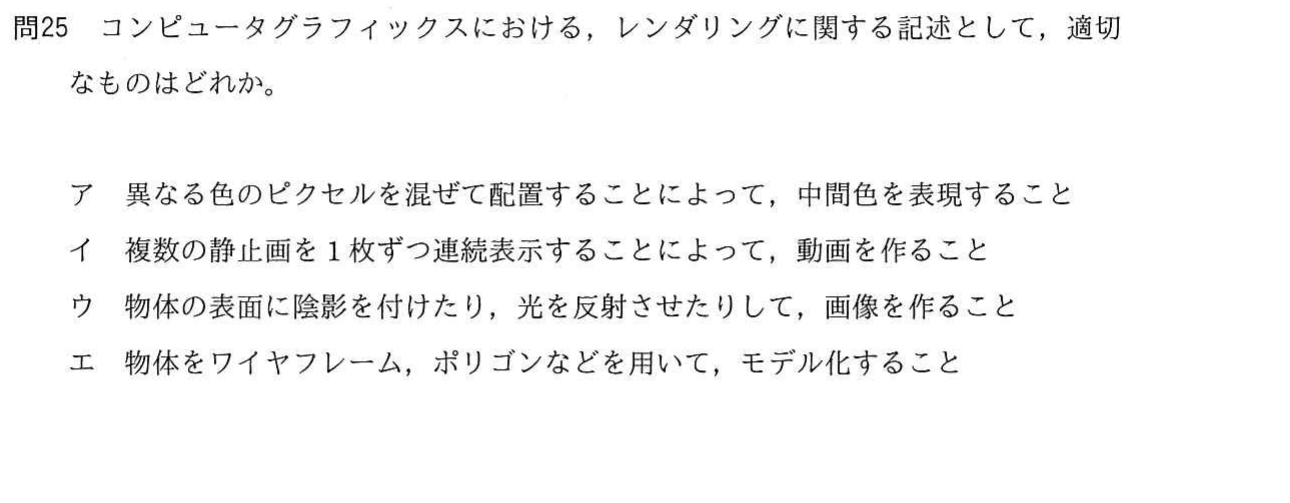 問25　コンピュータグラフィックスにおける，レンダリングに関する記述として，適切
なものはどれか。
ア　異なる色のピクセルを混ぜて配置することによって，中間色を表現すること
イ　複数の静止画を１枚ずつ連続表示することによって，動画を作ること
ウ　物体の表面に陰影を付けたり，光を反射させたりして，画像を作ること
エ　物体をワイヤフレーム，ポリゴンなどを用いて，モデル化すること